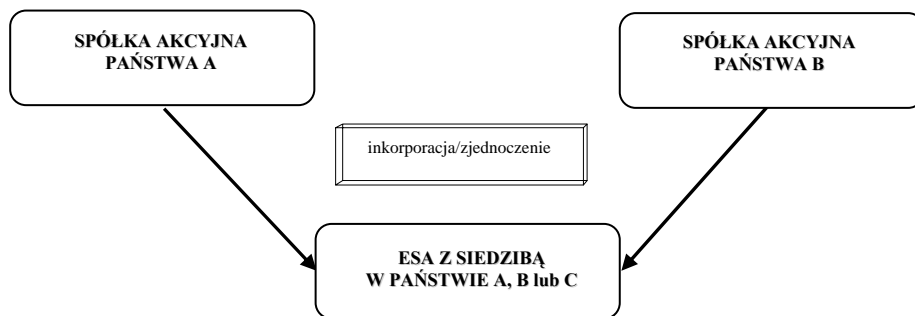 SPÓŁKA AKCYJNA
PAŃSTWA A
SPÓŁKA AKCYJNA
PAŃSTWA B
inkorporacja/zjednoczenie
ESA Z SIEDZIBĄ
W PAŃSTWIE A, B lub C